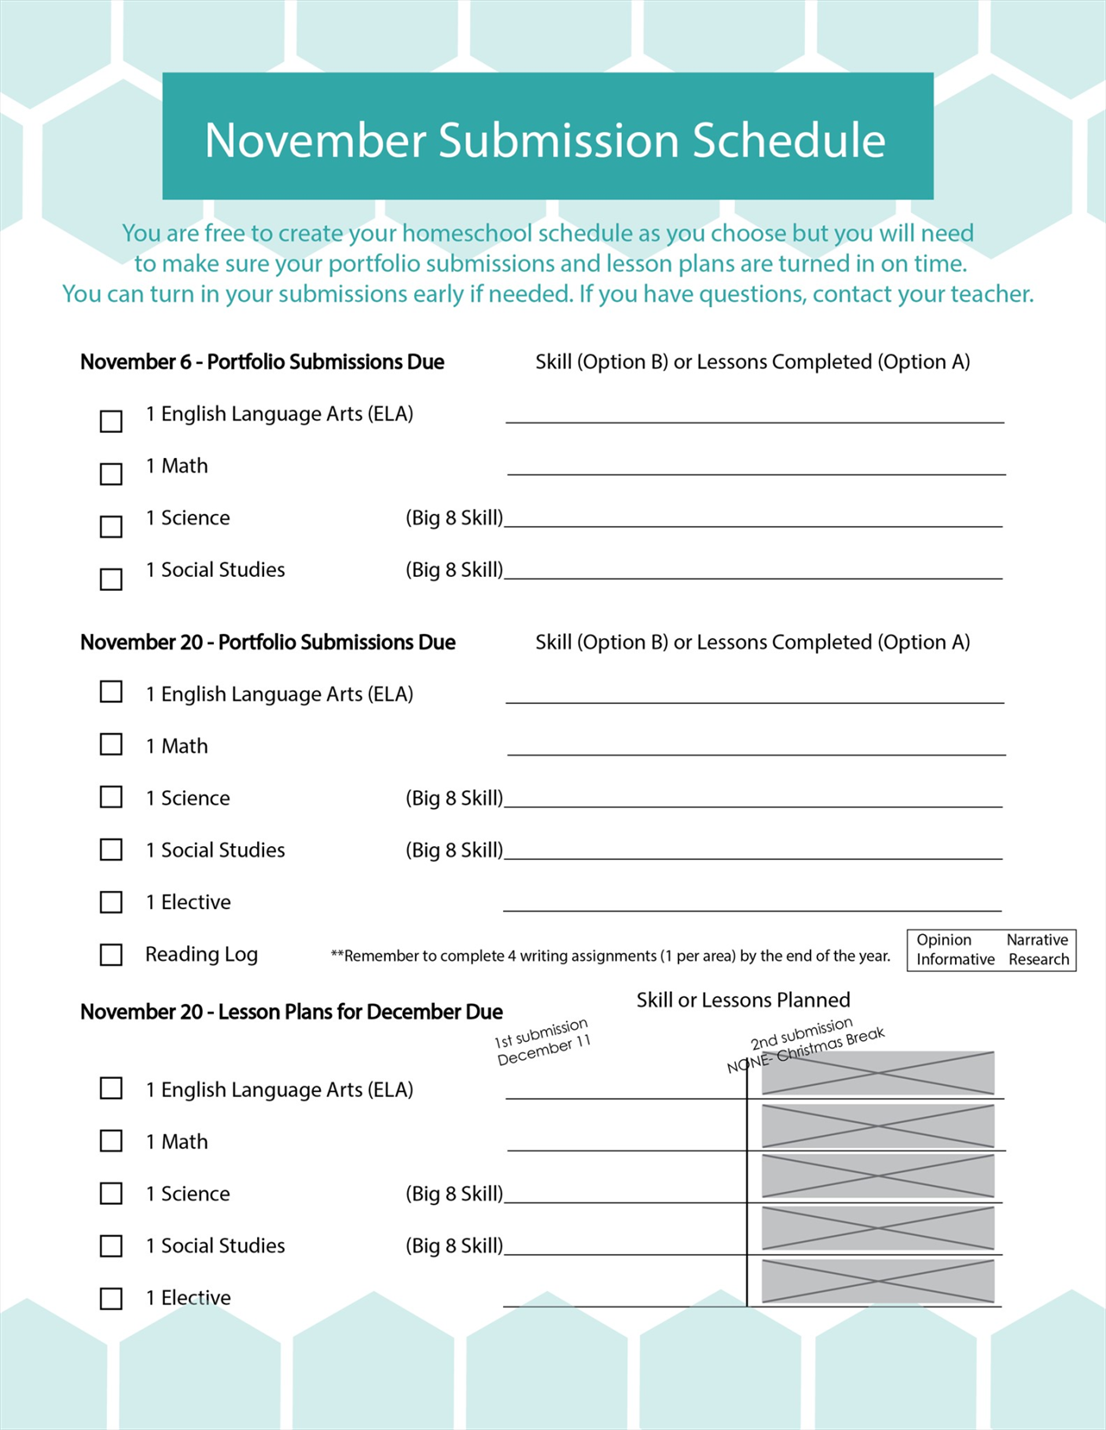 November Submission Schedule
You are free to create your homeschool schedule as you choose but you will need
to make sure your portfolio submissions and lesson plans are turned in on time.
You can turn in your submissions early if needed. If you have questions, contact your teacher.
November 6 - Portfolio Submissions Due Skill (Option B) or Lessons Completed (Option A)
1 English Language Arts (ELA)
1 Math
1 Science (Big 8 Skill)
1 Social Studies (Big 8 Skill)
November 20 - Portfolio Submissions Due Skill (Option B) or Lessons Completed (Option A)
1 English Language Arts (ELA)
1 Math
1 Science (Big 8 Skill)
1 Social Studies (Big 8 Skill)
1 Elective
Reading Log **Remember to complete 4 writing assignments (1 per area) by the end of the year.
Opinion Narrative
Informative Research
November 20 - Lesson Plans for December Due Skill or Lessons Planned
1st submission
December 11
2nd submission
NONE- Christmas Break
1 English Language Arts (ELA)
1 Math
1 Science (Big 8 Skill)
1 Social Studies (Big 8 Skill)
1 Elective